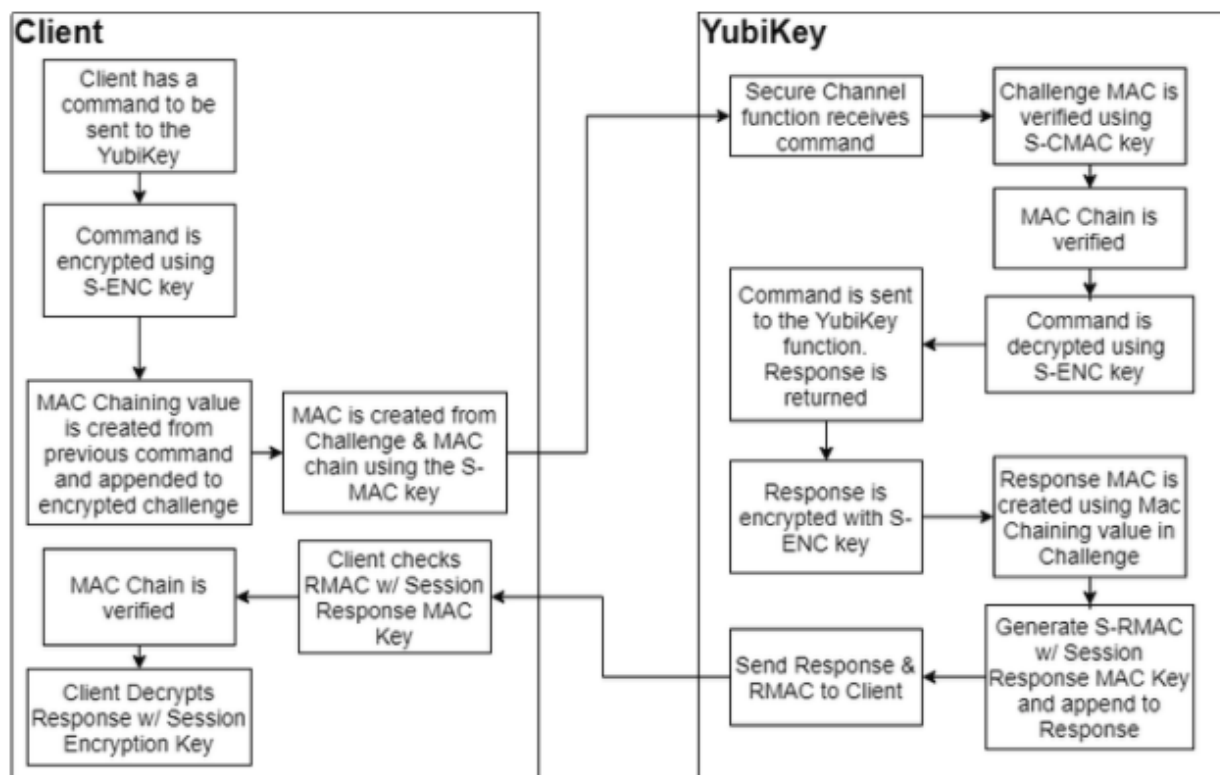 Client
Client has a
command to be
sent to the
YubiKey
Command is
encrypted using
S-ENC key
MAC Chaining value
is created from
previous command
and appended to
encrypted challenge
MAC is created from
Challenge & MAC
chain using the S-
MAC key
Client checks
RMAC w/ Session
Response MAC
Key
MAC Chain is
verified
Client Decrypts
Response w/ Session
Encryption Key
YubiKey
Secure Channel
function receives
command
Challenge MAC is
verified using
S-CMAC key
MAC Chain is
verified
Command is
decrypted using
S-ENC key
Command is sent
to the YubiKey
function.
Response is
returned
Response is
encrypted with S-
ENC key
Response MAC is
created using Mac
Chaining value in
Challenge
Generate S-RMAC
w/ Session
Response MAC Key
and append to
Response
Send Response &
RMAC to Client